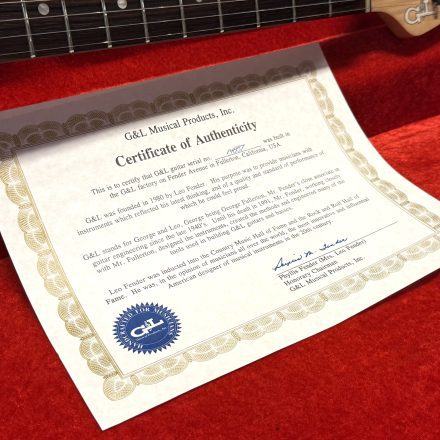 G&L Musical Products, Inc.
Certificate of Authenticity
This is to certify that G&L guitar serial no. was built in
the G&L factory on Fender Avenue in Fullerton, California, USA.
G&L was founded in 1980 by Leo Fender. His purpose was to provide musicians with
instruments which reflected his latest thinking, and of a quality and standard of performance of
which he could feel proud.
G&L stands for George and Leo, George being George Fullerton, Mr. Fender's close associate in
guitar engineering since the late 1940's. Until his death in 1991, Mr. Fender, working closely
with Mr. Fullerton, designed the instruments, created the methods and engineered many of the
tools used in building G&L guitars and basses.
Leo Fender was inducted into the Country Music Hall of Fame and the Rock and Roll Hall of
Fame. He was, in the opinion of musicians all over the world, the most innovative and influential
American designer of musical instruments in the 20th century.
Phyllis Fender (Mrs. Leo Fender)
Honorary Chairman
G&L Musical Products, Inc.
G&L